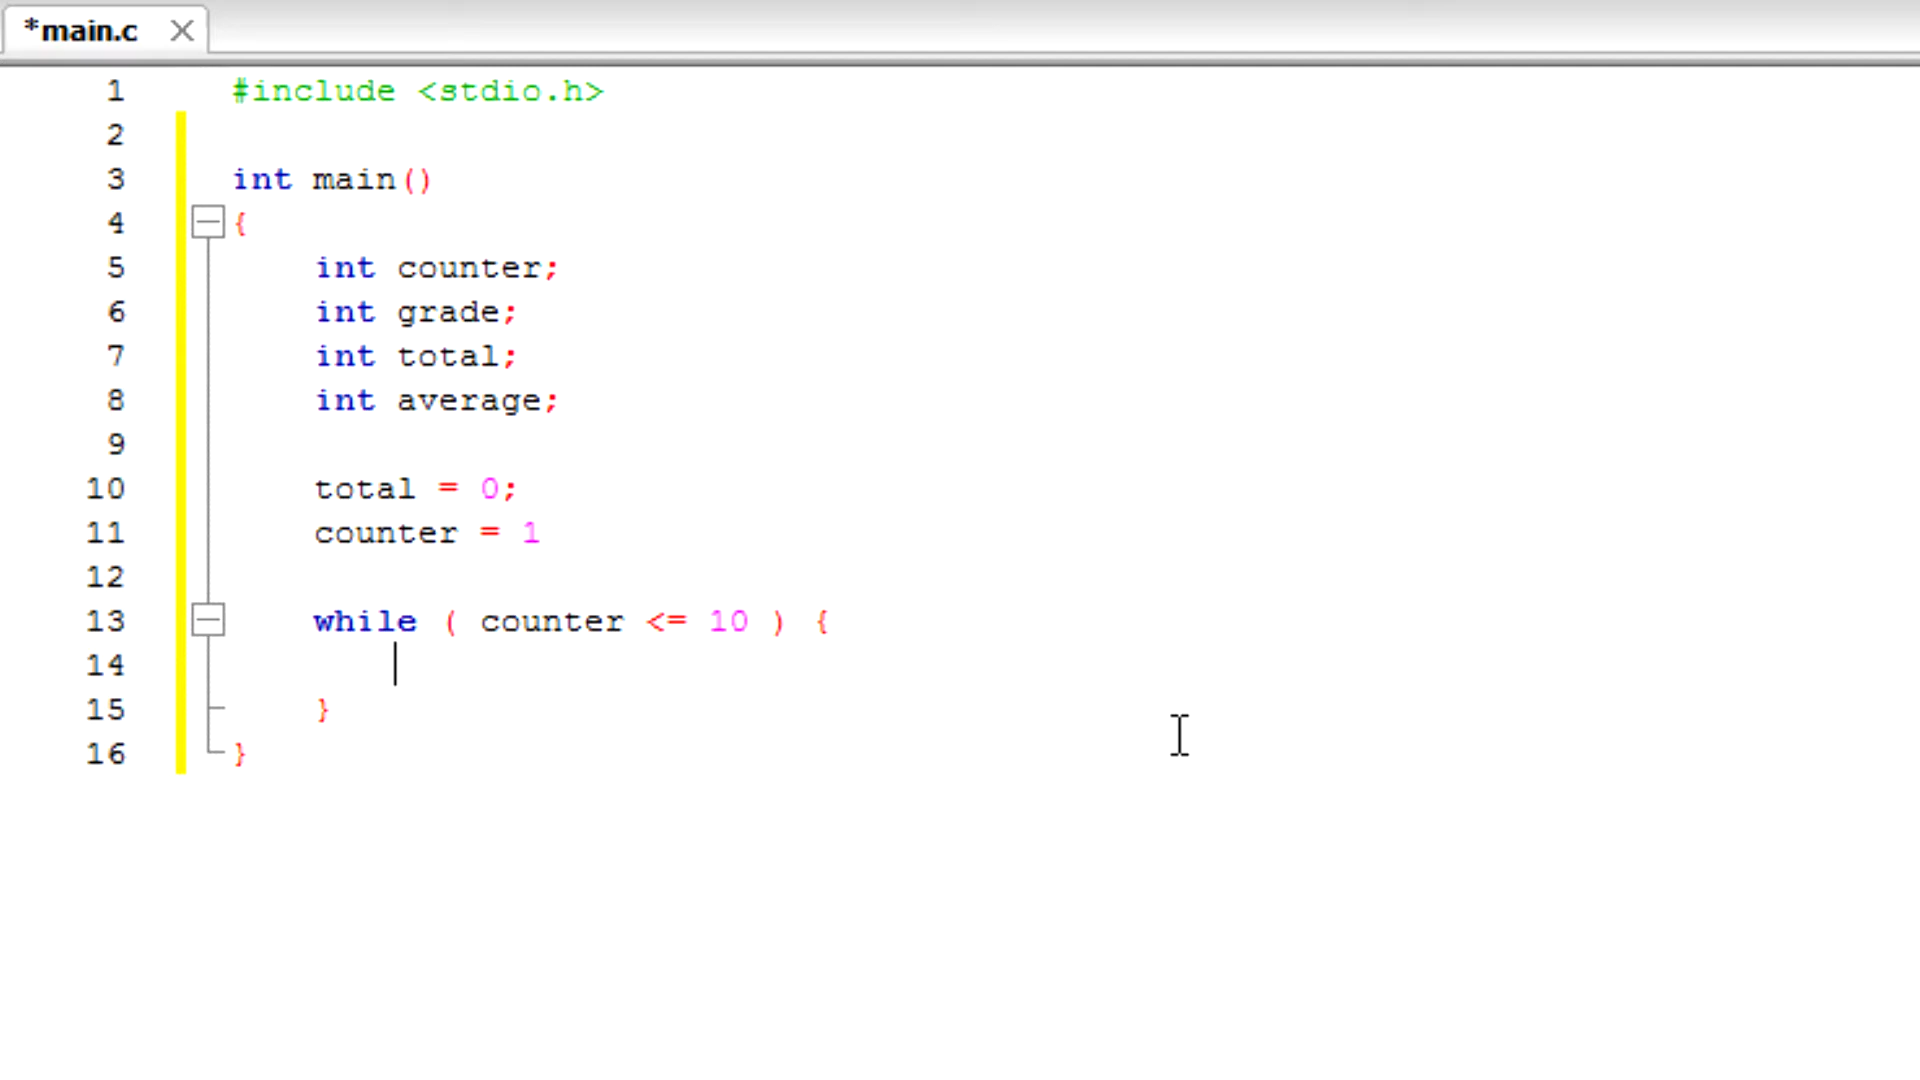 *main.c
1 #include <stdio.h>
2
3 int main()
4 {
5 int counter;
6 int grade;
7 int total;
8 int average;
9
10 total = 0;
11 counter = 1
12
13 while ( counter <= 10 ) {
14
15 }
16 }